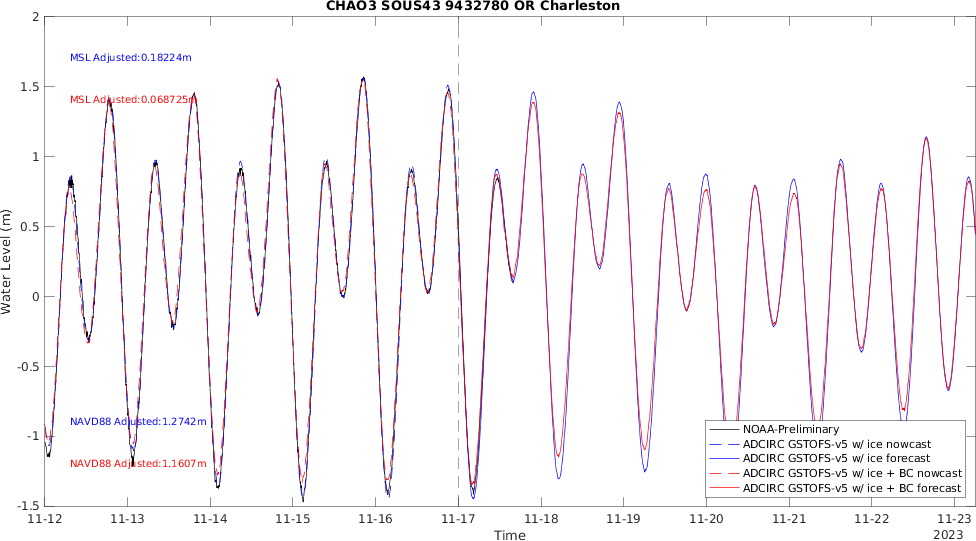 CHAO3 SOUS43 9432780 OR Charleston
2
1.5
1
0.5
0
-0.5
-1
-1.5
Water Level (m)
MSL Adjusted:0.18224m
MSL Adjusted:0.068725m
NAVD88 Adjusted:1.2742m
NAVD88 Adjusted:1.1607m
NOAA-Preliminary
ADCIRC GSTOFS-v5 w/ ice nowcast
ADCIRC GSTOFS-v5 w/ ice forecast
ADCIRC GSTOFS-v5 w/ ice + BC nowcast
ADCIRC GSTOFS-v5 w/ ice + BC forecast
11-12 11-13 11-14 11-15 11-16 11-17 11-18 11-19 11-20 11-21 11-22 11-23
Time
2023